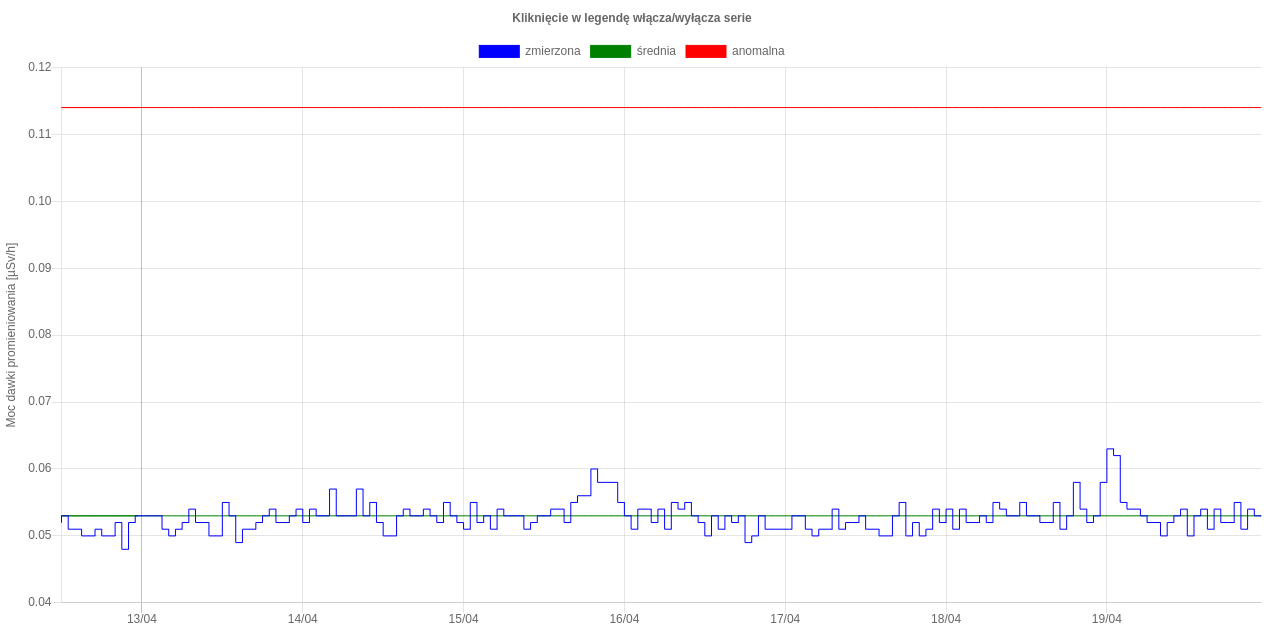 Kliknięcie w legendę włącza/wyłącza serie
zmierzona średnia anomalna
Moc dawki promieniowania [µSv/h]
0.12
0.11
0.10
0.09
0.08
0.07
0.06
0.05
0.04
13/04 14/04 15/04 16/04 17/04 18/04 19/04